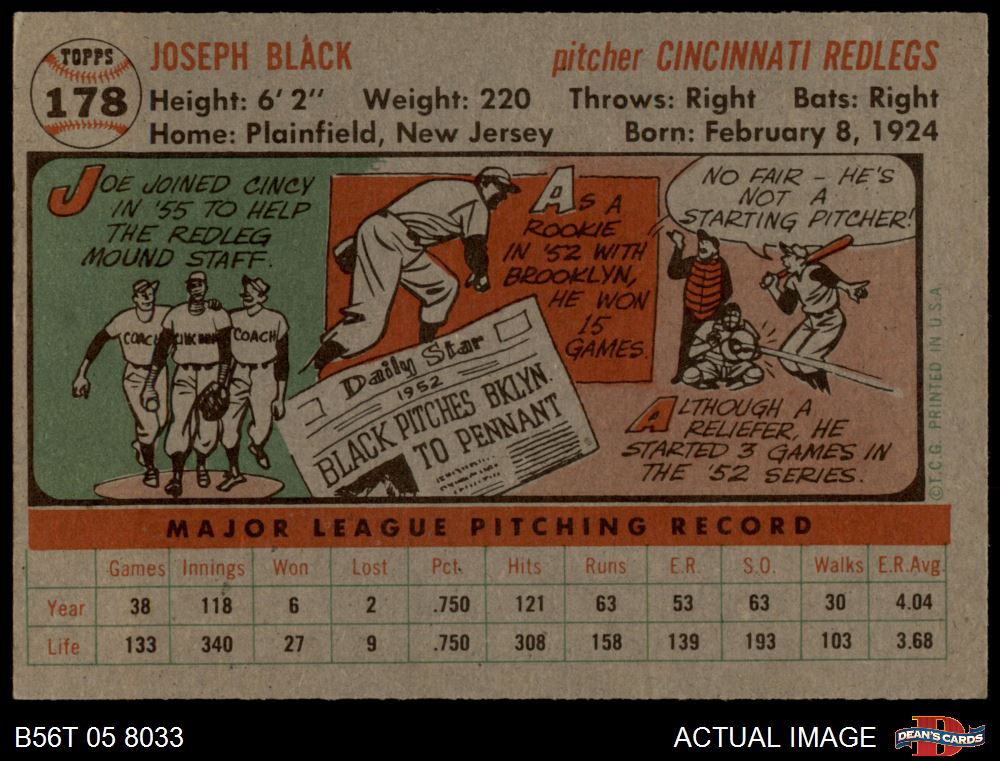 TOPPS
178
JOSEPH BLACK
pitcher CINCINNATI REDLEGS
Height: 6' 2" Weight: 220 Throws: Right Bats: Right
Home: Plainfield, New Jersey Born: February 8, 1924
JOE JOINED CINCY
IN '55 TO HELP
THE REDLEG
MOUND STAFF.
COACH
COACH
AS A
ROOKIE
IN '52 WITH
BROOKLYN,
HE WON
15
GAMES.
Daily Star
1952
BLACK PITCHES BKLYN.
TO PENNANT
NO FAIR – HE'S
NOT A
STARTING PITCHER!
ALTHOUGH A
RELIEFER, HE
STARTED 3 GAMES IN
THE '52 SERIES.
© T.C.G. PRINTED IN U.S.A.
MAJOR LEAGUE PITCHING RECORD
Games Innings Won Lost Pct. Hits Runs E.R. S.O. Walks E.R.Avg.
Year 38 118 6 2 .750 121 63 53 63 30 4.04
Life 133 340 27 9 .750 308 158 139 193 103 3.68
B56T 05 8033
ACTUAL IMAGE
D
DEAN'S CARDS